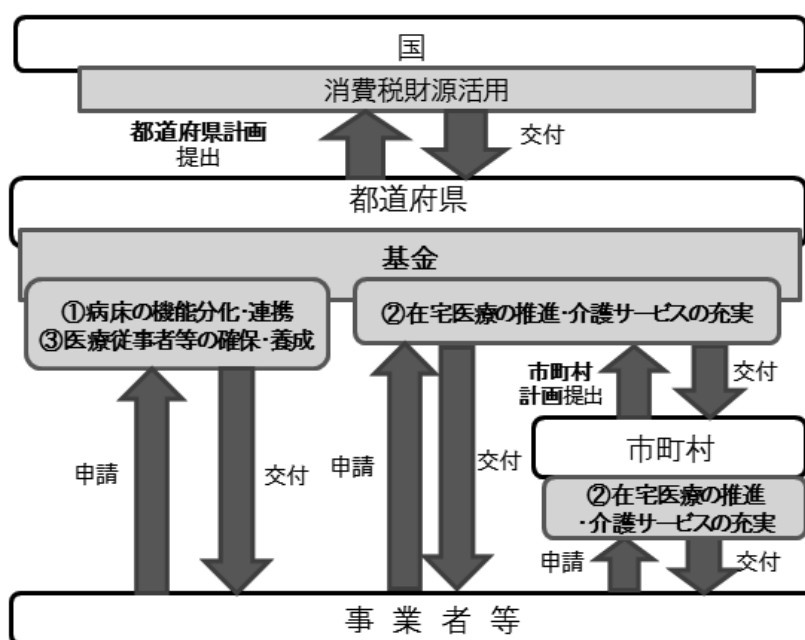 国
消費税財源活用
都道府県計画
提出
交付
都道府県
基金
①病床の機能分化・連携
③医療従事者等の確保・養成
②在宅医療の推進・介護サービスの充実
市町村
計画提出
交付
市町村
②在宅医療の推進
・介護サービスの充実
申請
交付
申請
交付
申請
交付
事業者等